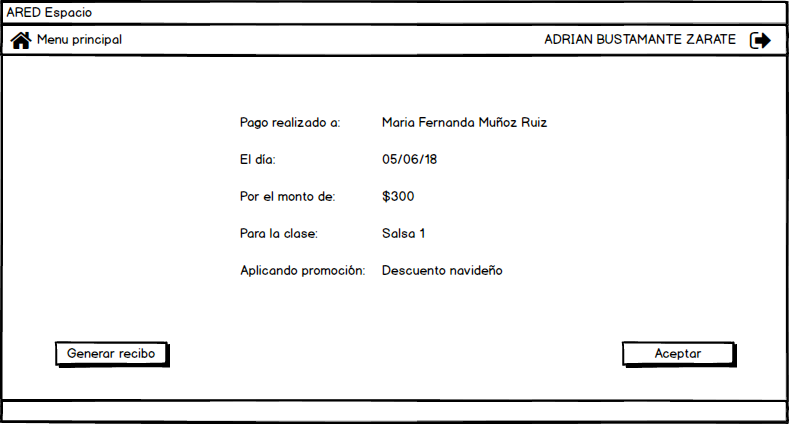 ARED Espacio
Menu principal ADRIAN BUSTAMANTE ZARATE
Pago realizado a: Maria Fernanda Muñoz Ruiz
El día: 05/06/18
Por el monto de: $300
Para la clase: Salsa 1
Aplicando promoción: Descuento navideño
Generar recibo Aceptar